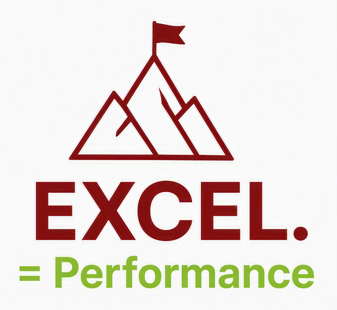 EXCEL.
= Performance